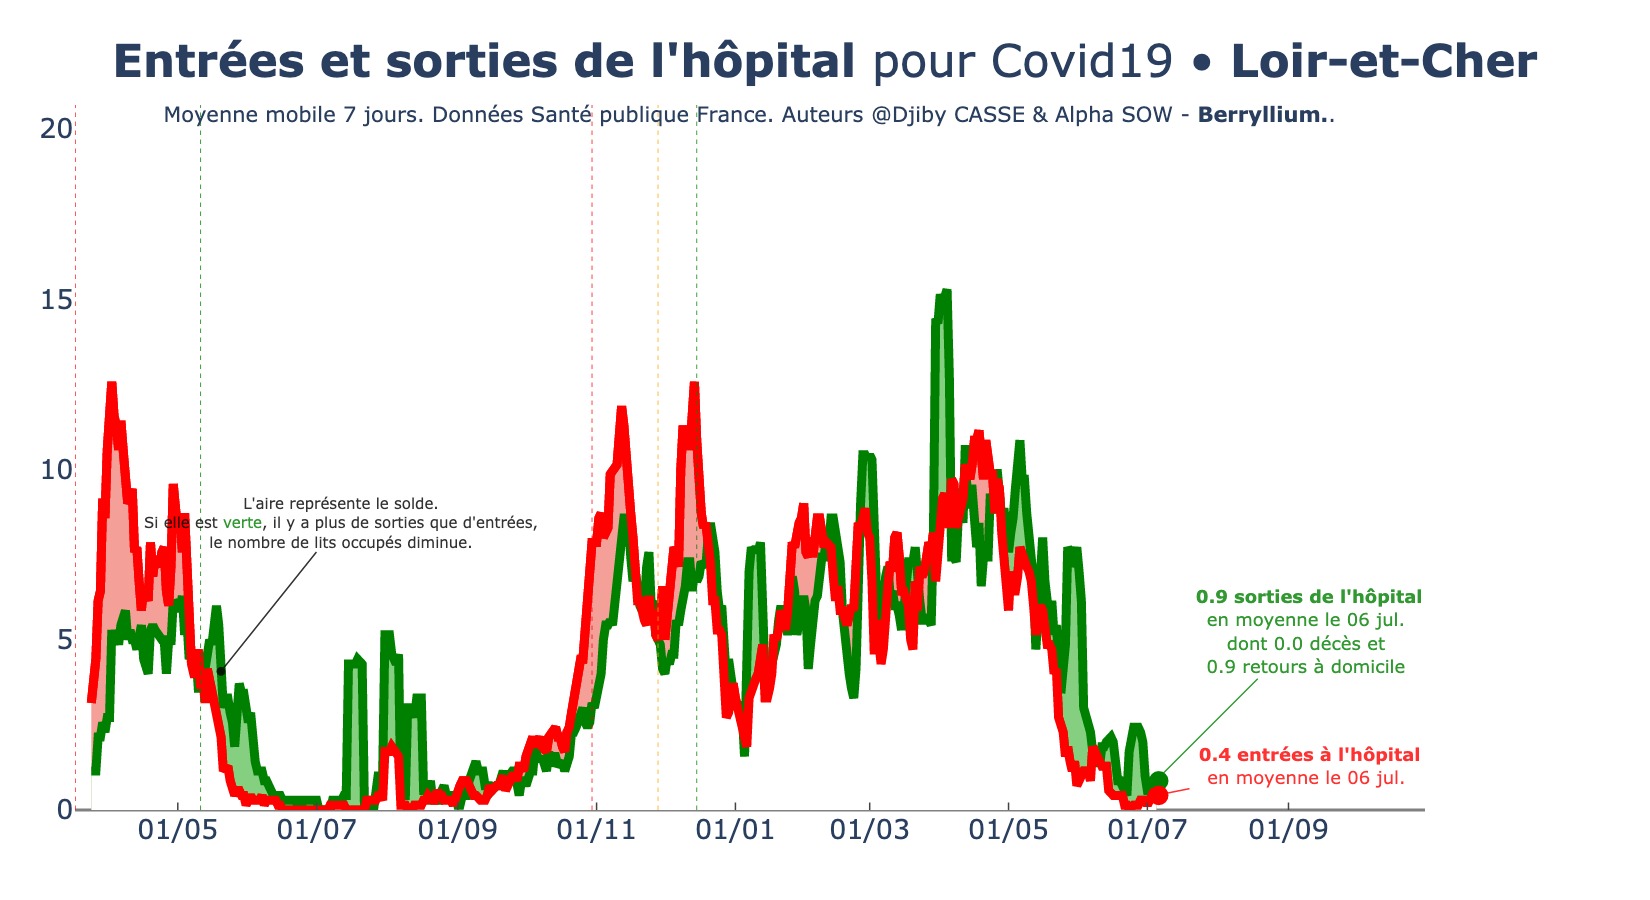 Entrées et sorties de l'hôpital pour Covid19 • Loir-et-Cher
Moyenne mobile 7 jours. Données Santé publique France. Auteurs @Djiby CASSE & Alpha SOW - Berryllium..
20
15
10
5
0
L'aire représente le solde.
Si elle est verte, il y a plus de sorties que d'entrées,
le nombre de lits occupés diminue.
0.9 sorties de l'hôpital
en moyenne le 06 jul.
dont 0.0 décès et
0.9 retours à domicile
0.4 entrées à l'hôpital
en moyenne le 06 jul.
01/05 01/07 01/09 01/11 01/01 01/03 01/05 01/07 01/09